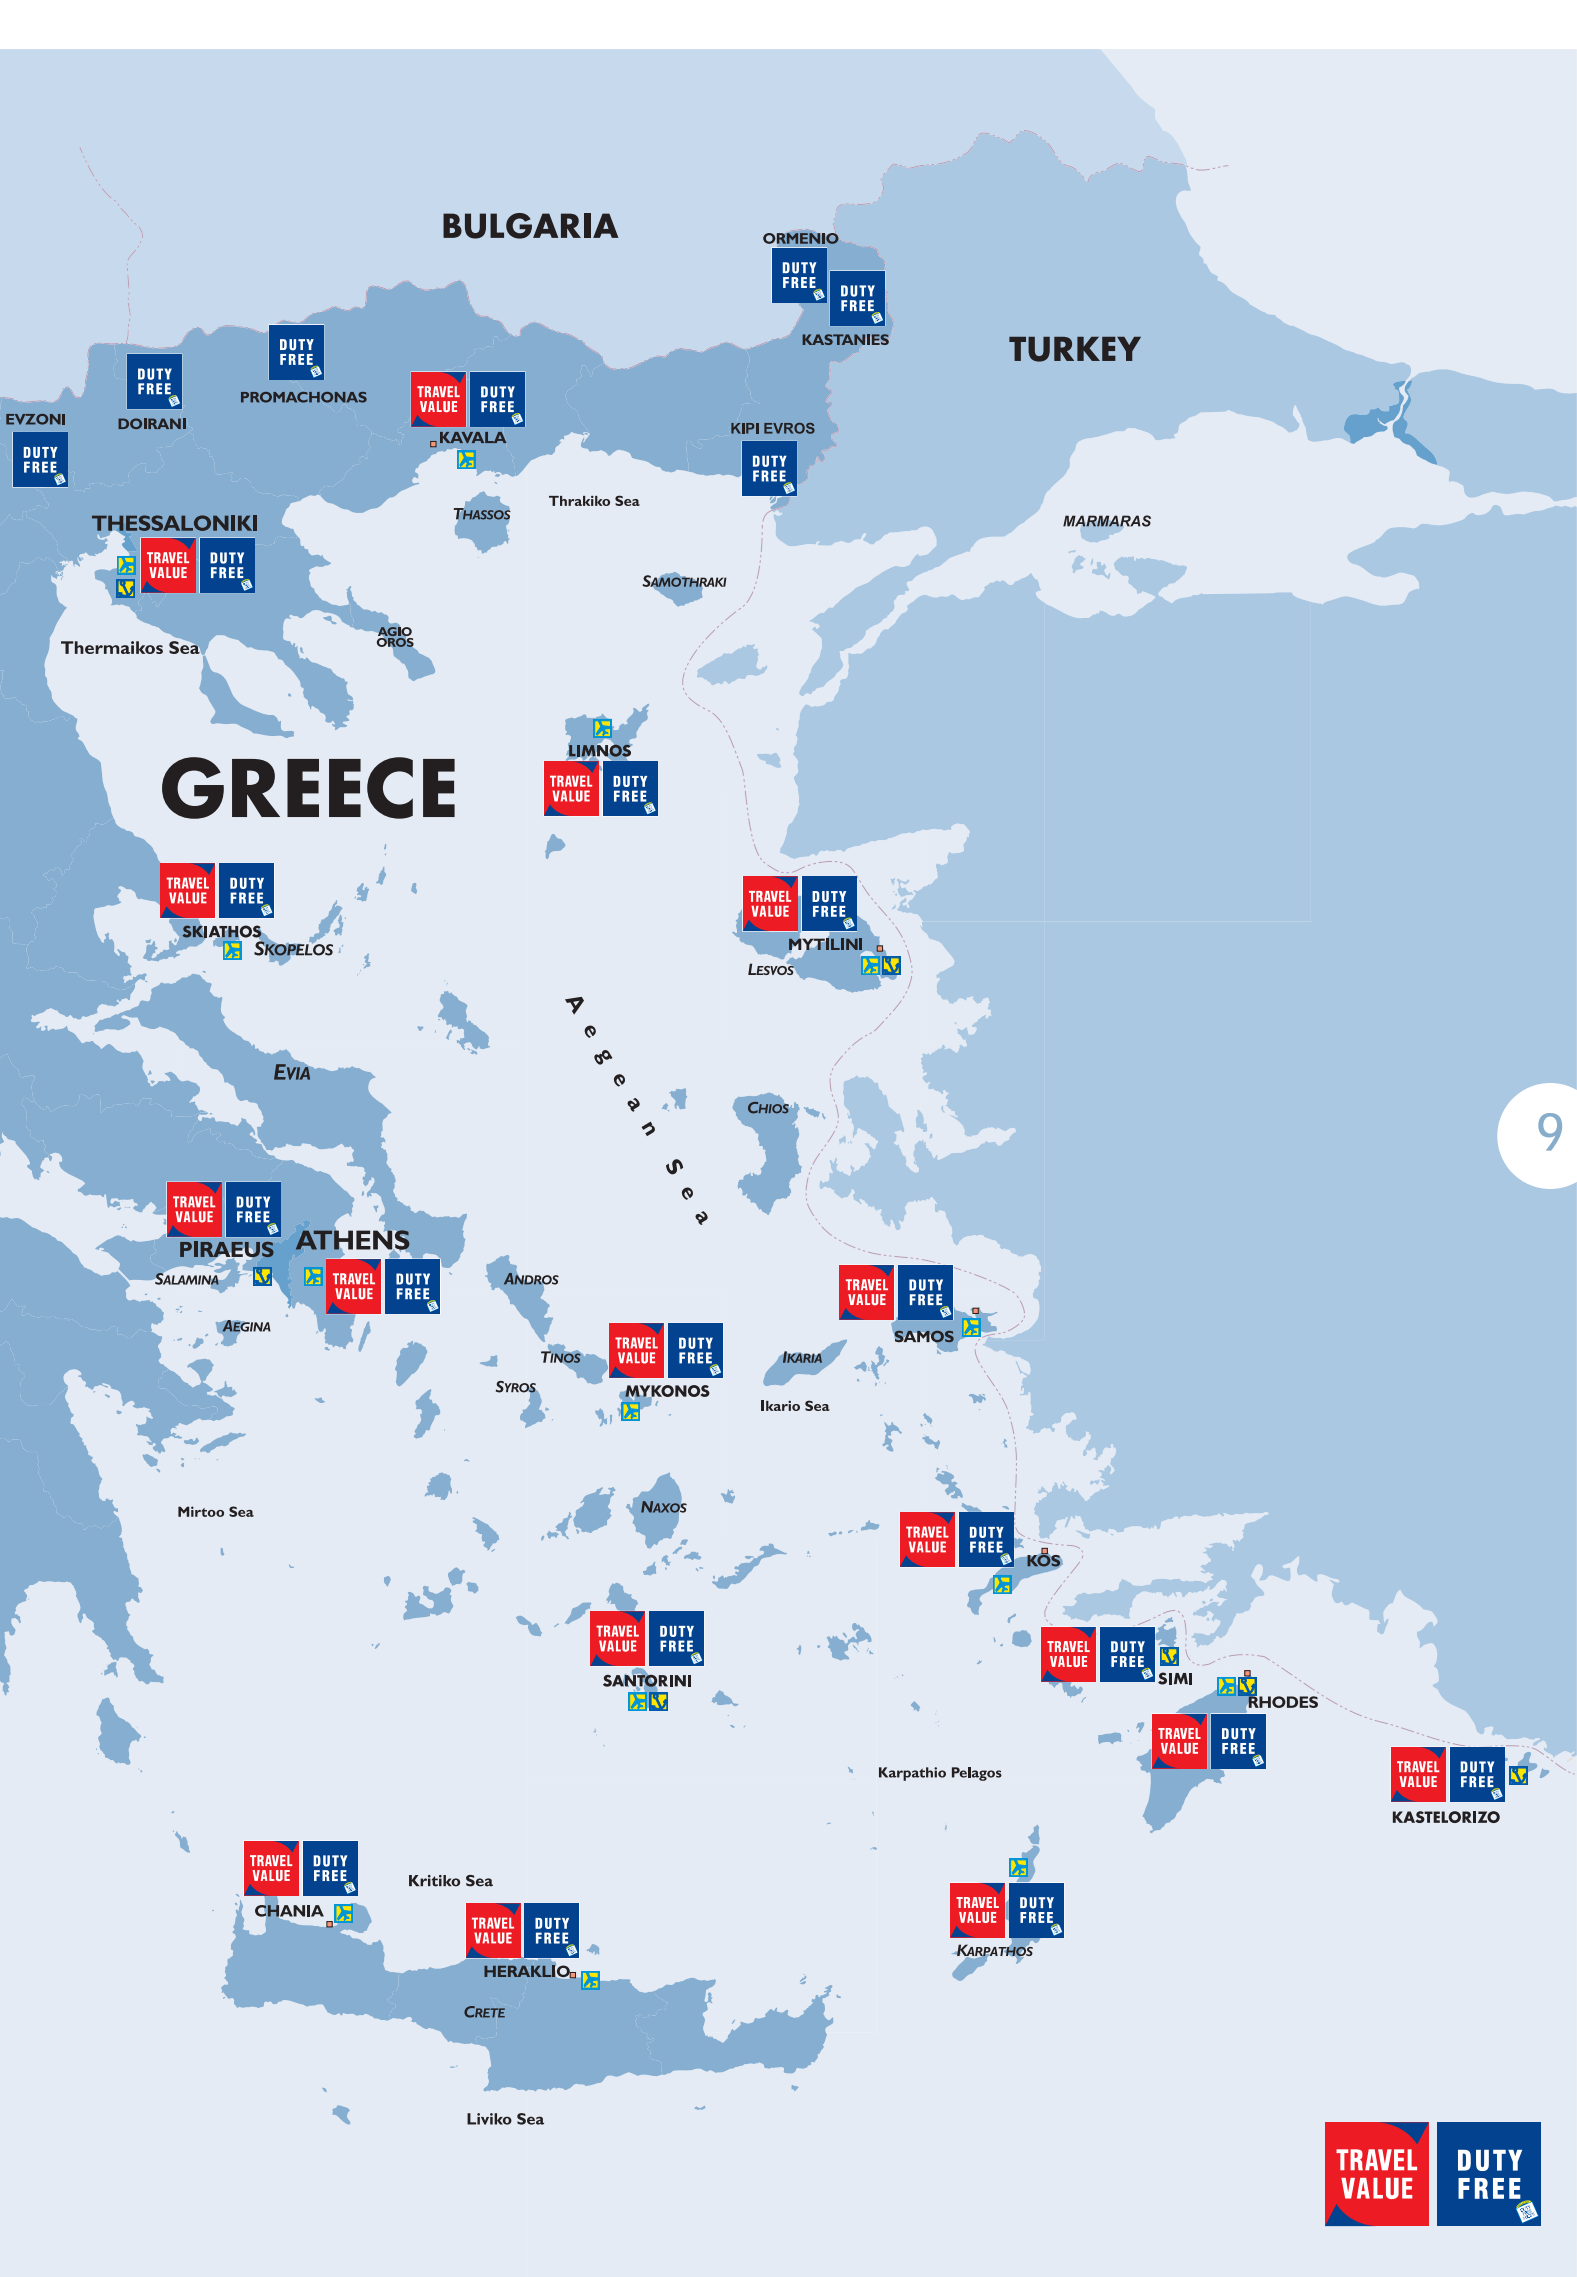 BULGARIA
ORMENIO
DUTY
FREE
DUTY
FREE
KASTANIES
TURKEY
DUTY
FREE
PROMACHONAS
DUTY
FREE
DOIRANI
EVZONI
DUTY
FREE
TRAVEL
VALUE
DUTY
FREE
KAVALA
KIPI EVROS
DUTY
FREE
Thrakiko Sea
THASSOS
THESSALONIKI
TRAVEL
VALUE
DUTY
FREE
MARMARAS
SAMOTHRAKI
AGIO
OROS
Thermaikos Sea
LIMNOS
TRAVEL
VALUE
DUTY
FREE
GREECE
TRAVEL
VALUE
DUTY
FREE
SKIATHOS
SKOPELOS
TRAVEL
VALUE
DUTY
FREE
MYTILINI
LESVOS
Aegean Sea
EVIA
CHIOS
9
TRAVEL
VALUE
DUTY
FREE
PIRAEUS
ATHENS
TRAVEL
VALUE
DUTY
FREE
SALAMINA
AEGINA
ANDROS
TINOS
SYROS
TRAVEL
VALUE
DUTY
FREE
MYKONOS
TRAVEL
VALUE
DUTY
FREE
SAMOS
IKARIA
Ikario Sea
Mirtoo Sea
NAXOS
TRAVEL
VALUE
DUTY
FREE
KOS
TRAVEL
VALUE
DUTY
FREE
SANTORINI
TRAVEL
VALUE
DUTY
FREE
SIMI
RHODES
TRAVEL
VALUE
DUTY
FREE
Karpathio Pelagos
TRAVEL
VALUE
DUTY
FREE
KASTELORIZO
TRAVEL
VALUE
DUTY
FREE
CHANIA
Kritiko Sea
TRAVEL
VALUE
DUTY
FREE
HERAKLIO
CRETE
TRAVEL
VALUE
DUTY
FREE
KARPATHOS
Liviko Sea
TRAVEL
VALUE
DUTY
FREE